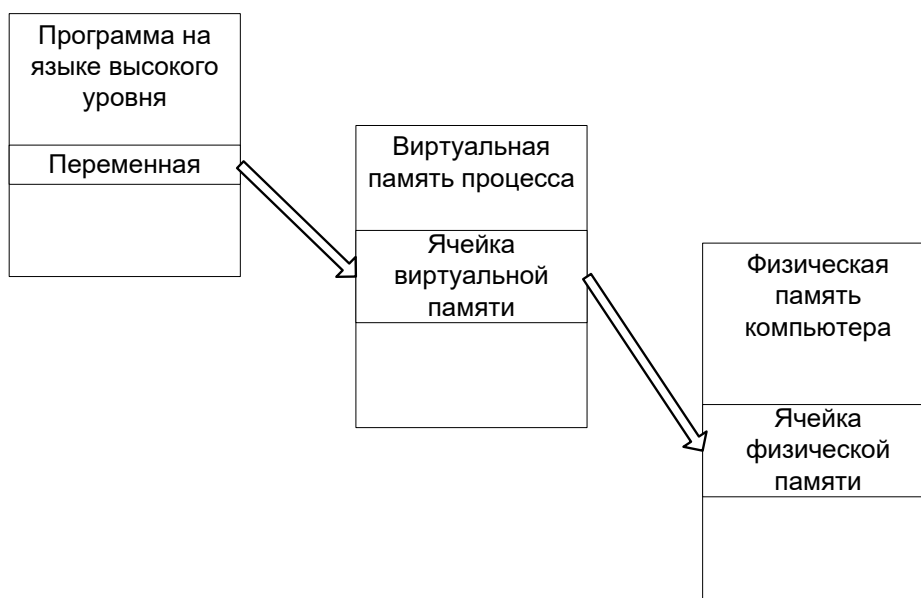 Программа на
языке высокого
уровня
Переменная
Виртуальная
память процесса
Ячейка
виртуальной
памяти
Физическая
память
компьютера
Ячейка
физической
памяти